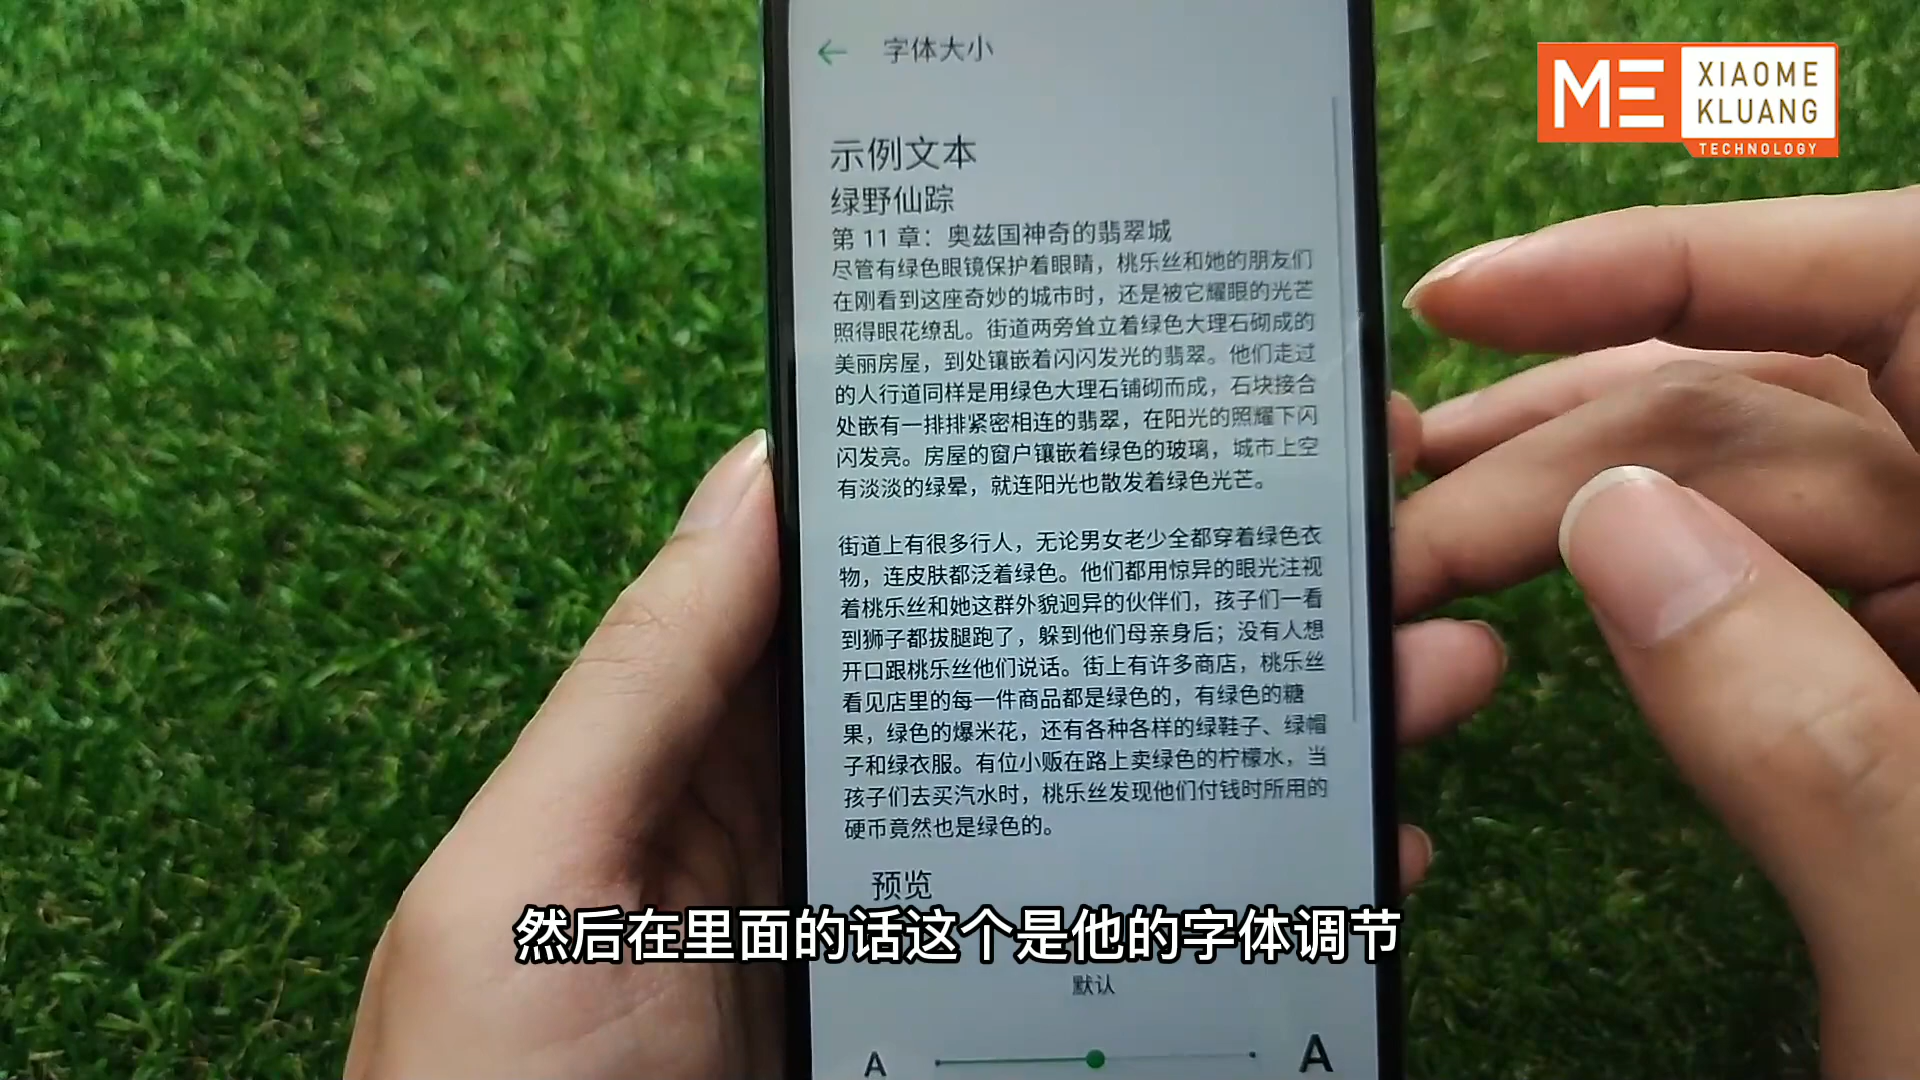 字体大小
ME XIAOME
KLUANG
TECHNOLOGY
示例文本
绿野仙踪
第 11 章：奥兹国神奇的翡翠城
尽管有绿色眼镜保护着眼睛，桃乐丝和她的朋友们
在刚看到这座奇妙的城市时，还是被它耀眼的光芒
照得眼花缭乱。街道两旁耸立着绿色大理石砌成的
美丽房屋，到处镶嵌着闪闪发光的翡翠。他们走过
的人行道同样是用绿色大理石铺砌而成，石块接合
处嵌有一排排紧密相连的翡翠，在阳光的照耀下闪
闪发亮。房屋的窗户镶嵌着绿色的玻璃，城市上空
有淡淡的绿晕，就连阳光也散发着绿色光芒。
街道上有很多行人，无论男女老少全都穿着绿色衣
物，连皮肤都泛着绿色。他们都用惊异的眼光注视
着桃乐丝和她这群外貌迥异的伙伴们，孩子们一看
到狮子都拔腿跑了，躲到他们母亲身后；没有人想
开口跟桃乐丝他们说话。街上有许多商店，桃乐丝
看见店里的每一件商品都是绿色的，有绿色的糖
果，绿色的爆米花，还有各种各样的绿鞋子、绿帽
子和绿衣服。有位小贩在路上卖绿色的柠檬水，当
孩子们去买汽水时，桃乐丝发现他们付钱时所用的
硬币竟然也是绿色的。
预览
然后在里面的话这个是他的字体调节
默认
A A